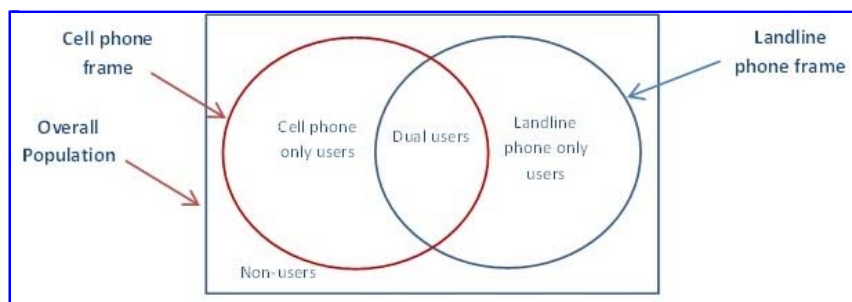 Cell phone
frame
Landline
phone frame
Overall
Population
Cell phone
only users
Dual users
Landline
phone only
users
Non-users